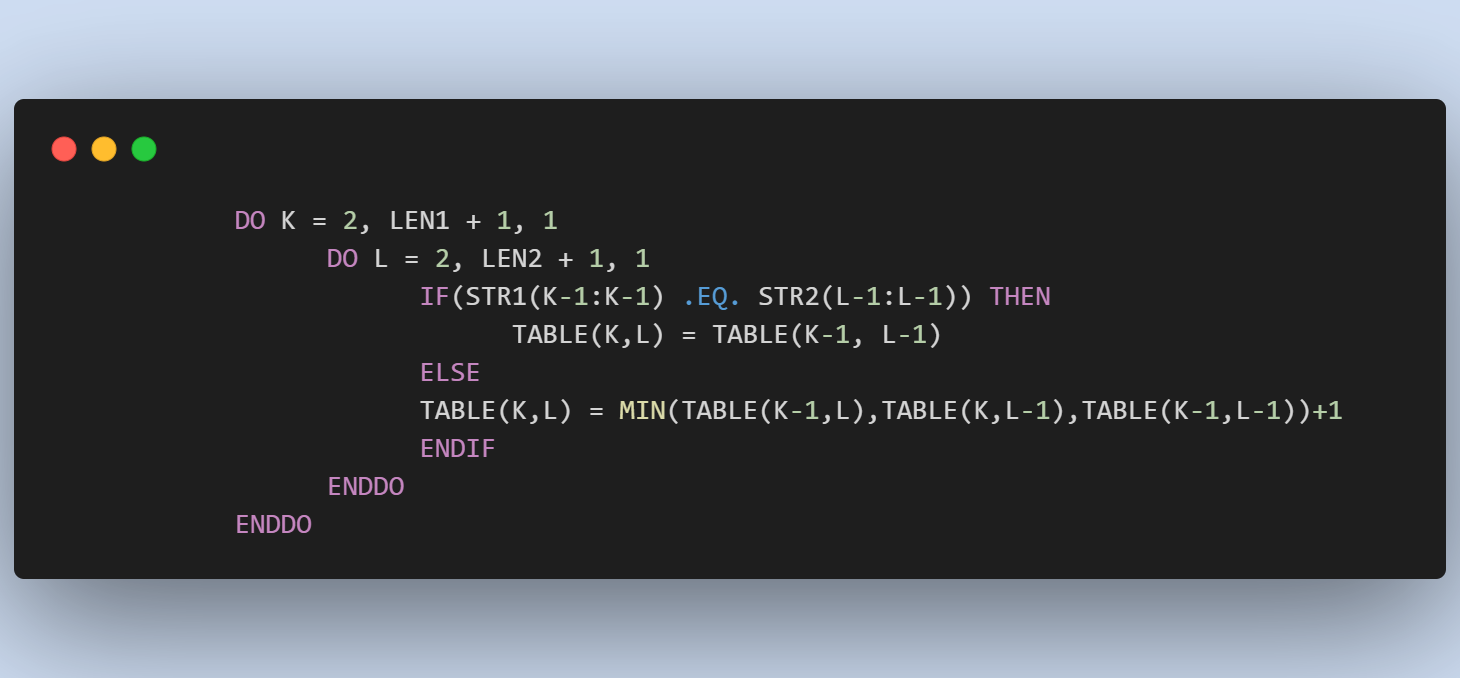 DO K = 2, LEN1 + 1, 1
DO L = 2, LEN2 + 1, 1
IF(STR1(K-1:K-1) .EQ. STR2(L-1:L-1)) THEN
TABLE(K,L) = TABLE(K-1, L-1)
ELSE
TABLE(K,L) = MIN(TABLE(K-1,L),TABLE(K,L-1),TABLE(K-1,L-1))+1
ENDIF
ENDDO
ENDDO